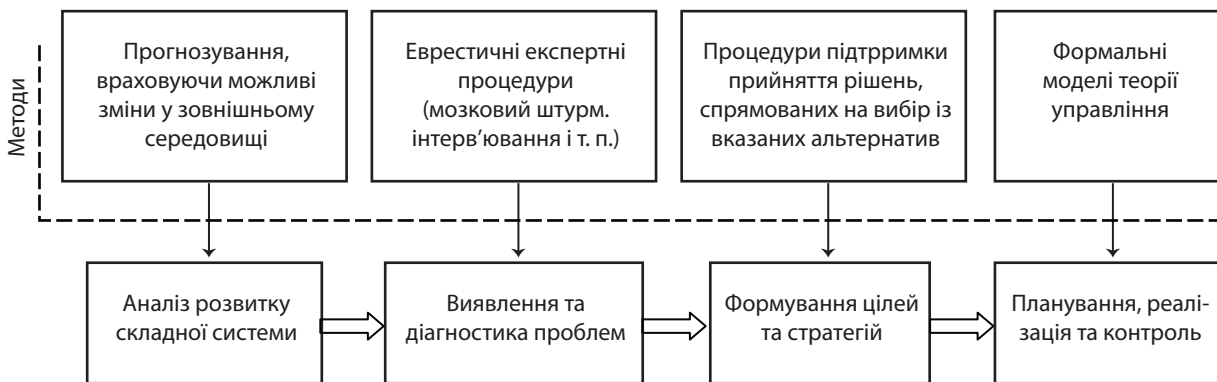 Методи
Прогнозування,
враховуючи можливі
зміни у зовнішньому
середовищі
Еврестичні експертні
процедури
(мозковий штурм.
інтерв’ювання і т. п.)
Процедури підтрримки
прийняття рішень,
спрямованих на вибір із
вказаних альтернатив
Формальні
моделі теорії
управління
Аналіз розвитку
складної системи
Виявлення та
діагностика проблем
Формування цілей
та стратегій
Планування, реалі-
зація та контроль